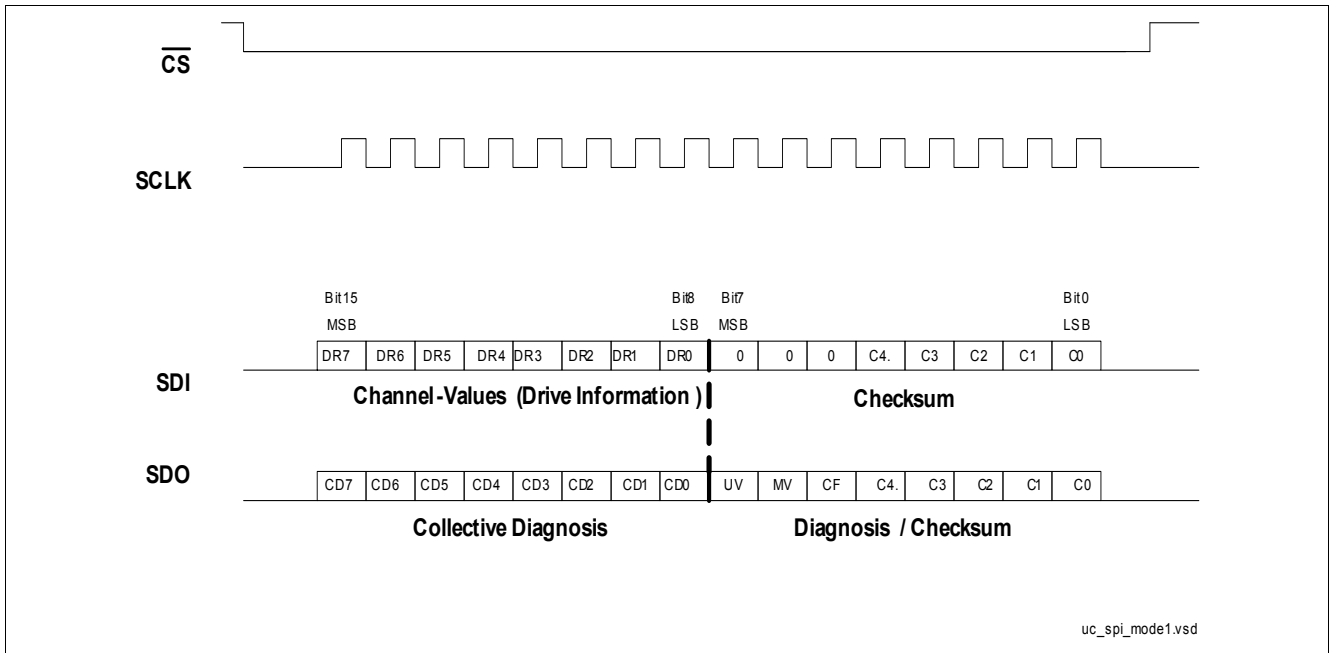 CS
SCLK
Bit15 Bit8 Bit7 Bit0
MSB LSB MSB LSB
DR7 DR6 DR5 DR4 DR3 DR2 DR1 DR0 0 0 0 C4. C3 C2 C1 C0
SDI
Channel-Values (Drive Information) Checksum
SDO
CD7 CD6 CD5 CD4 CD3 CD2 CD1 CD0 UV MV CF C4. C3 C2 C1 C0
Collective Diagnosis Diagnosis / Checksum
uc_spi_mode1.vsd